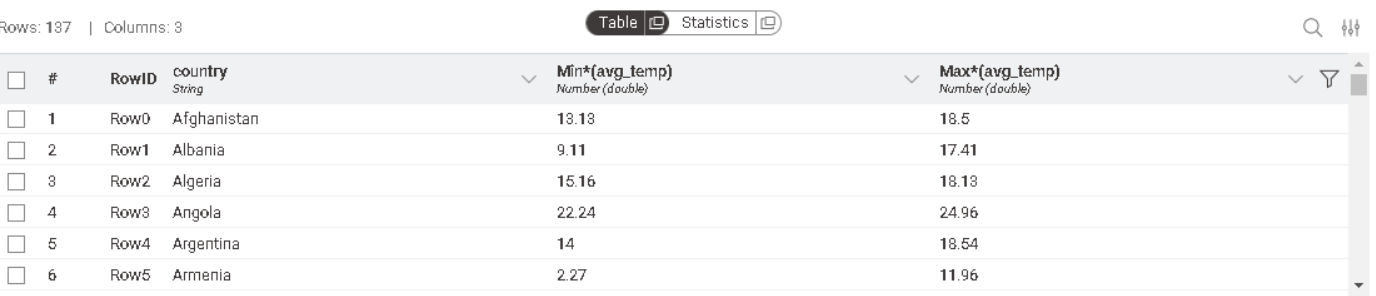 Rows: 137 | Columns: 3 Table Statistics
# RowID country Min*(avg_temp) Max*(avg_temp)
String Number (double) Number (double)
1 Row0 Afghanistan 13.13 18.5
2 Row1 Albania 9.11 17.41
3 Row2 Algeria 15.16 18.13
4 Row3 Angola 22.24 24.96
5 Row4 Argentina 14 18.54
6 Row5 Armenia 2.27 11.96